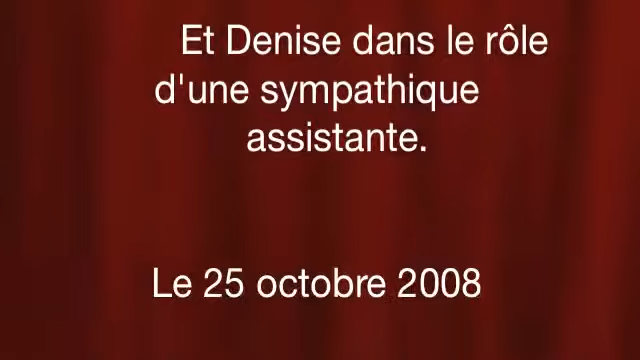 Et Denise dans le rôle
d'une sympathique
assistante.
Le 25 octobre 2008